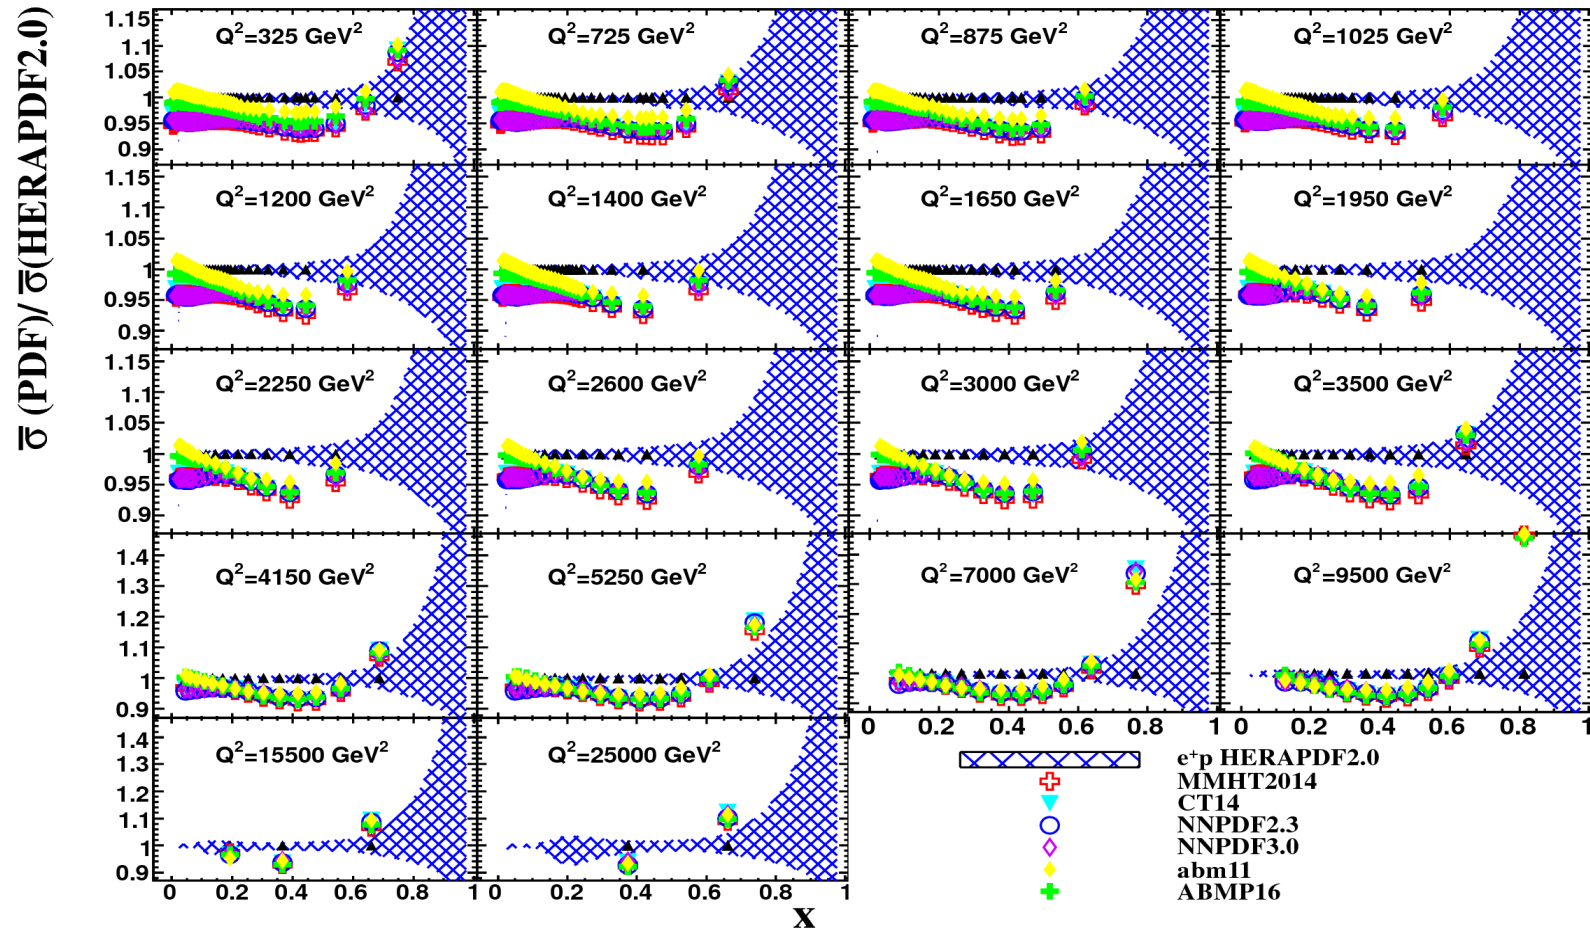 σ̅ (PDF)/ σ̅(HERAPDF2.0)
1.15
1.1
1.05
1
0.95
0.9
Q²=325 GeV²
Q²=725 GeV²
Q²=875 GeV²
Q²=1025 GeV²
1.15
1.1
1.05
1
0.95
0.9
Q²=1200 GeV²
Q²=1400 GeV²
Q²=1650 GeV²
Q²=1950 GeV²
1.15
1.1
1.05
1
0.95
0.9
Q²=2250 GeV²
Q²=2600 GeV²
Q²=3000 GeV²
Q²=3500 GeV²
1.4
1.3
1.2
1.1
1
0.9
Q²=4150 GeV²
Q²=5250 GeV²
Q²=7000 GeV²
Q²=9500 GeV²
0 0.2 0.4 0.6 0.8 1 0 0.2 0.4 0.6 0.8 1
1.4
1.3
1.2
1.1
1
0.9
Q²=15500 GeV²
Q²=25000 GeV²
0 0.2 0.4 0.6 0.8 1 0 0.2 0.4 0.6 0.8 1
x
e⁺p HERAPDF2.0
MMHT2014
CT14
NNPDF2.3
NNPDF3.0
abm11
ABMP16